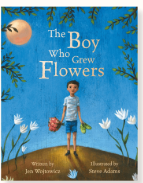 The Boy
Who Grew
Flowers
Written by
Jen Wojtowicz
Illustrated by
Steve Adams